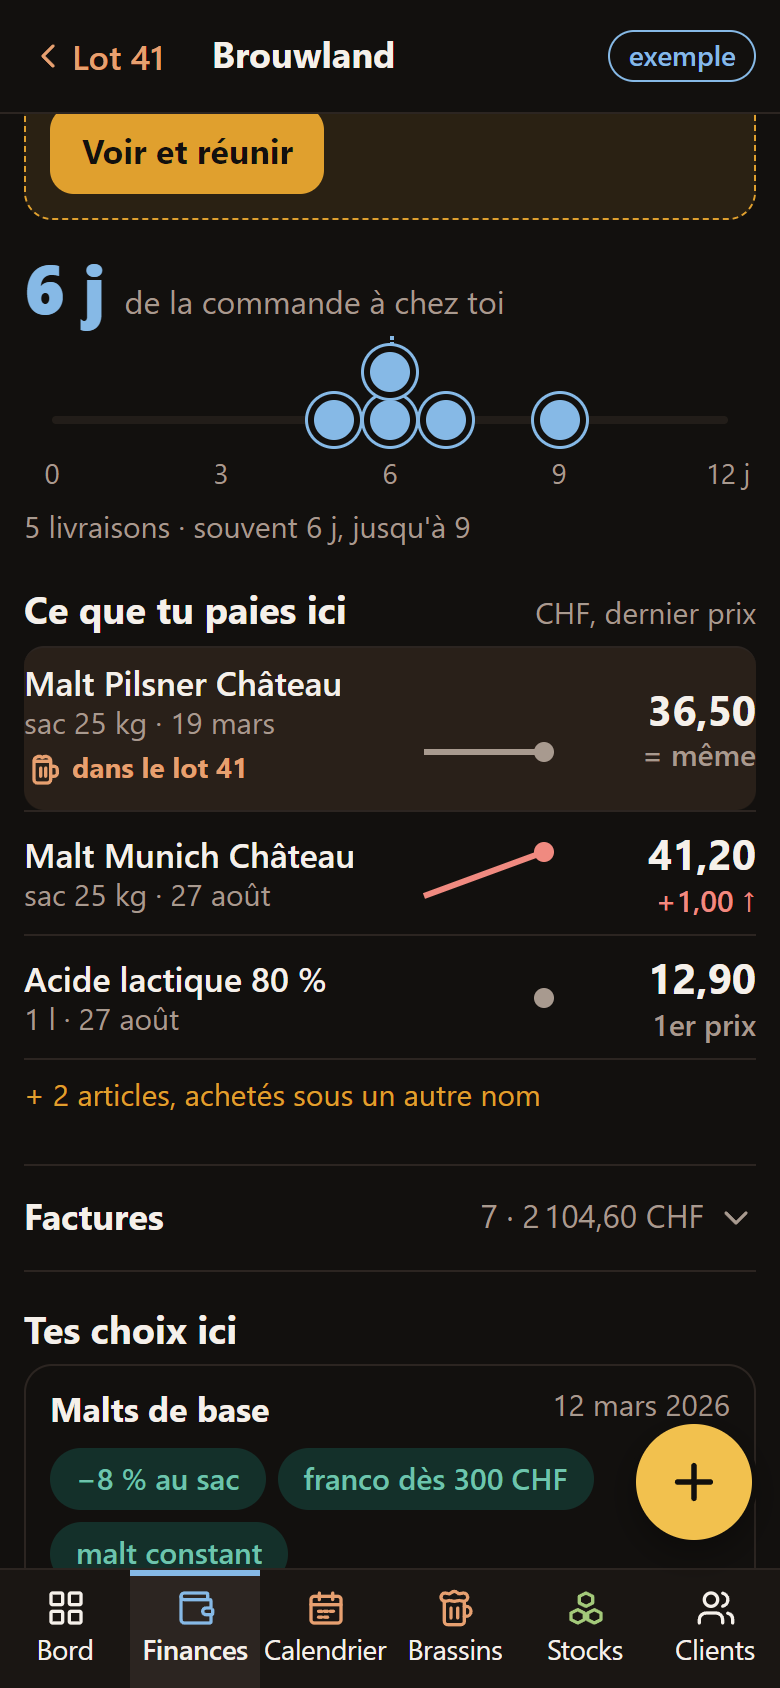 Lot 41
Brouwland
exemple
Voir et réunir
6 j de la commande à chez toi
0 3 6 9 12 j
5 livraisons · souvent 6 j, jusqu'à 9
Ce que tu paies ici
CHF, dernier prix
Malt Pilsner Château
sac 25 kg · 19 mars
dans le lot 41
36,50
= même
Malt Munich Château
sac 25 kg · 27 août
41,20
+1,00 ↑
Acide lactique 80 %
1 l · 27 août
12,90
1er prix
+ 2 articles, achetés sous un autre nom
Factures
7 · 2 104,60 CHF
Tes choix ici
Malts de base
12 mars 2026
−8 % au sac
franco dès 300 CHF
malt constant
Bord
Finances
Calendrier
Brassins
Stocks
Clients